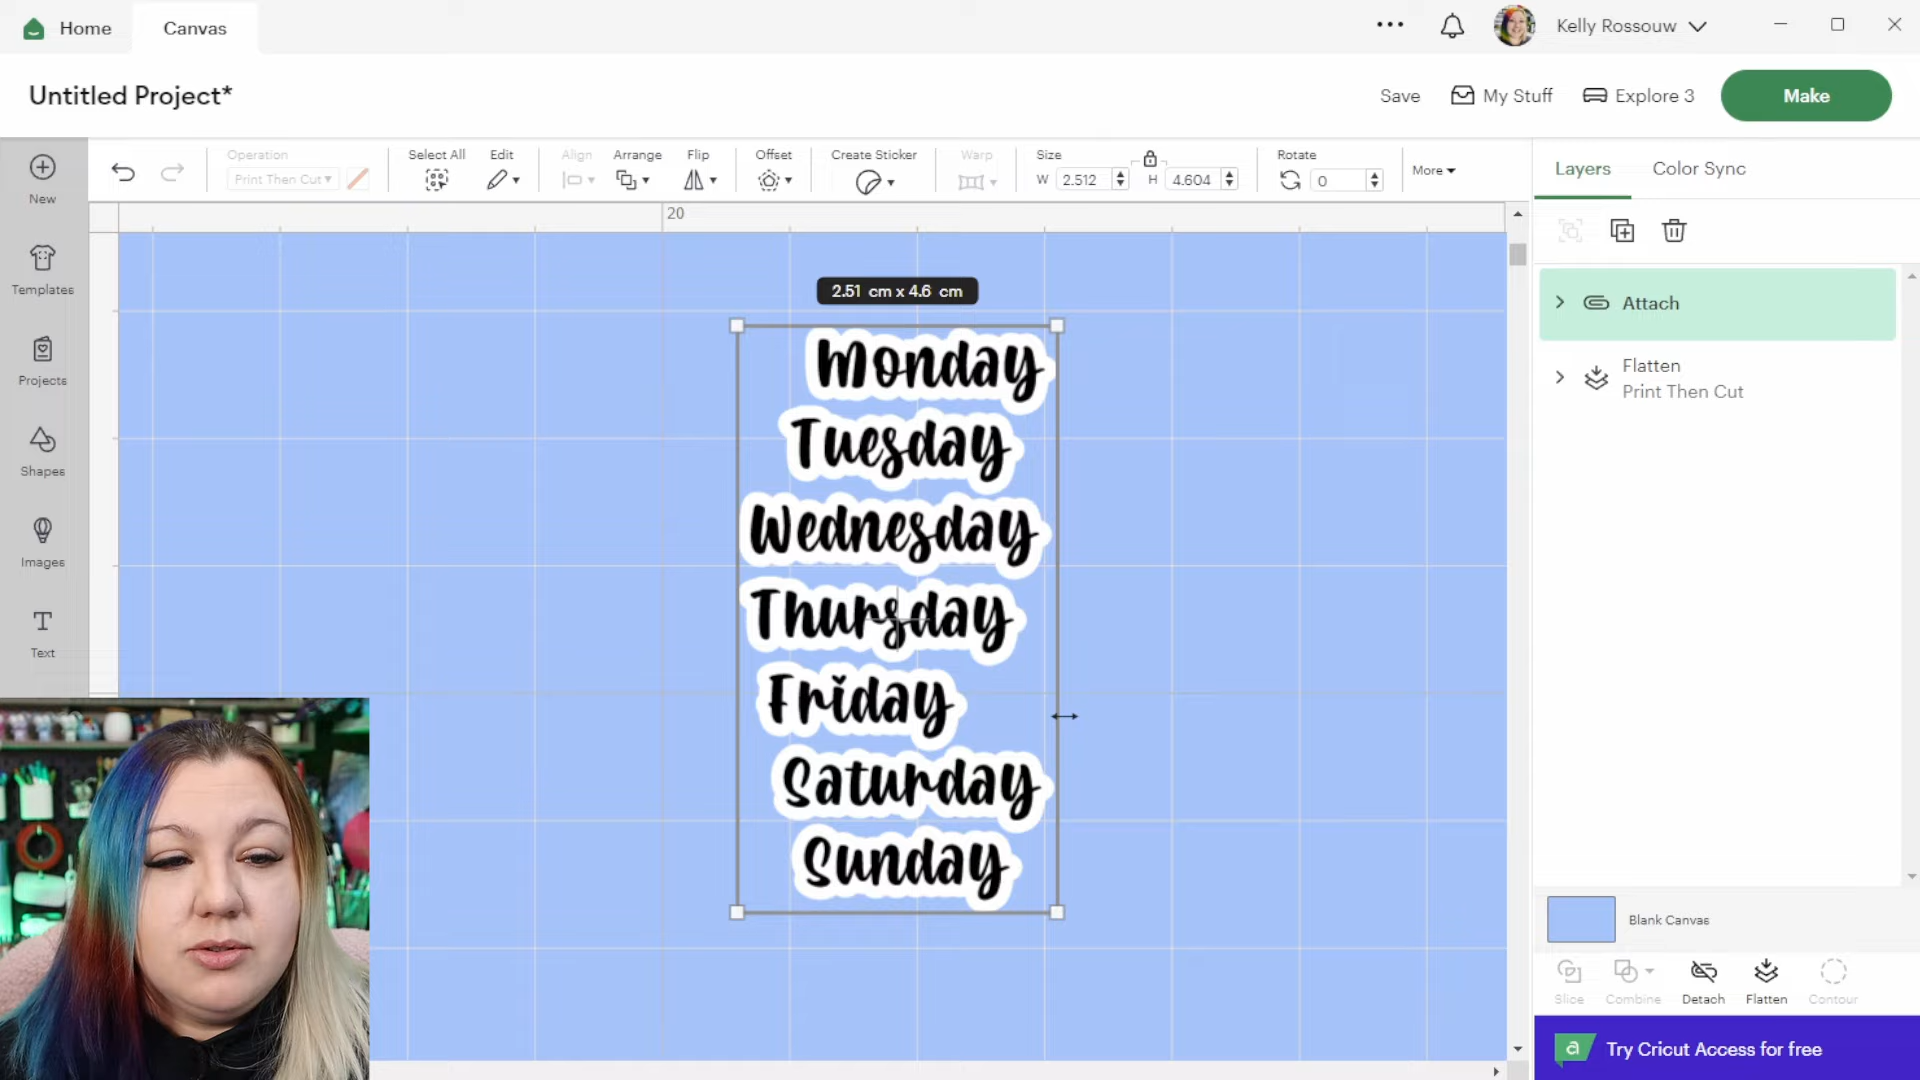 Home
Canvas
Kelly Rossouw
Untitled Project*
Save
My Stuff
Explore 3
Make
New
Templates
Projects
Shapes
Images
Text
Operation
Print Then Cut
Select All
Edit
Align
Arrange
Flip
Offset
Create Sticker
Warp
Size
W 2.512
H 4.604
Rotate
0
More
20
2.51 cm x 4.6 cm
Monday
Tuesday
Wednesday
Thursday
Friday
Saturday
Sunday
Layers
Color Sync
Attach
Flatten
Print Then Cut
Blank Canvas
Slice
Combine
Detach
Flatten
Contour
a
Try Cricut Access for free